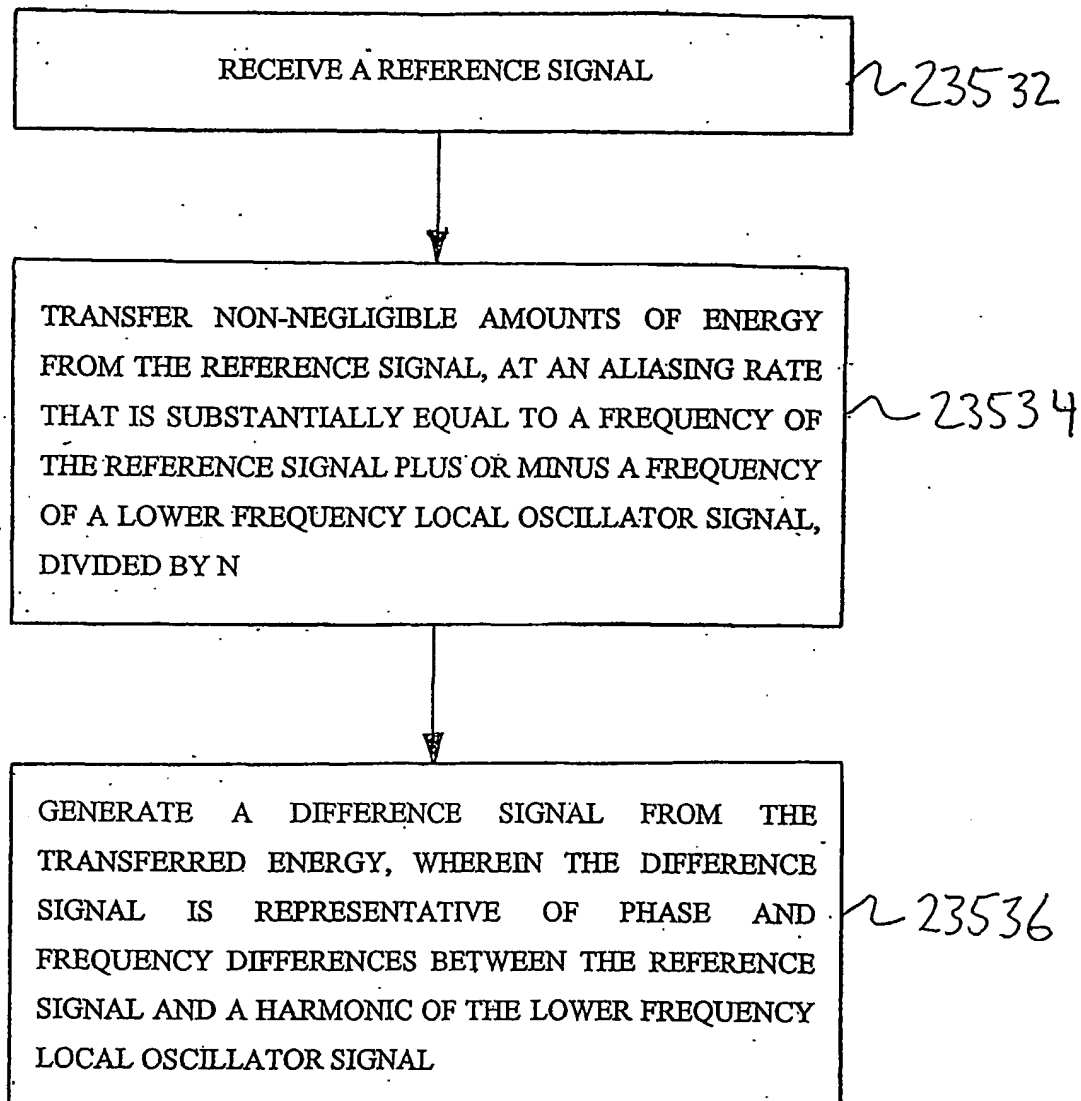 RECEIVE A REFERENCE SIGNAL
23532
TRANSFER NON-NEGLIGIBLE AMOUNTS OF ENERGY
FROM THE REFERENCE SIGNAL, AT AN ALIASING RATE
THAT IS SUBSTANTIALLY EQUAL TO A FREQUENCY OF
THE REFERENCE SIGNAL PLUS OR MINUS A FREQUENCY
OF A LOWER FREQUENCY LOCAL OSCILLATOR SIGNAL,
DIVIDED BY N
23534
GENERATE A DIFFERENCE SIGNAL FROM THE
TRANSFERRED ENERGY, WHEREIN THE DIFFERENCE
SIGNAL IS REPRESENTATIVE OF PHASE AND
FREQUENCY DIFFERENCES BETWEEN THE REFERENCE
SIGNAL AND A HARMONIC OF THE LOWER FREQUENCY
LOCAL OSCILLATOR SIGNAL
23536